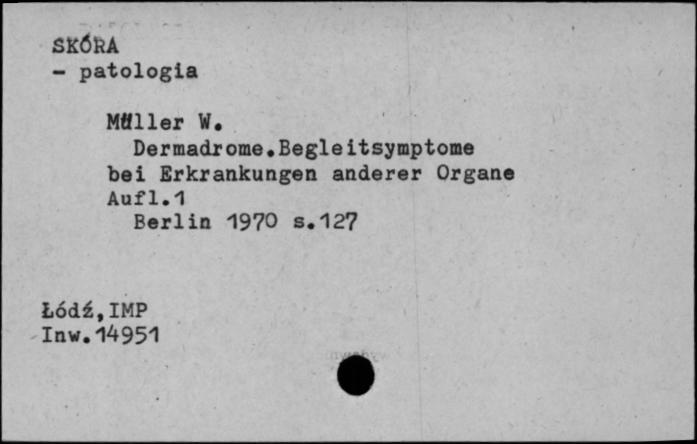 SKÓRA
- patologia
Müller W.
Dermadrome.Begleitsymptome
bei Erkrankungen anderer Organe
Aufl.1
Berlin 1970 s.127
Łódź,IMP
Inw.14951